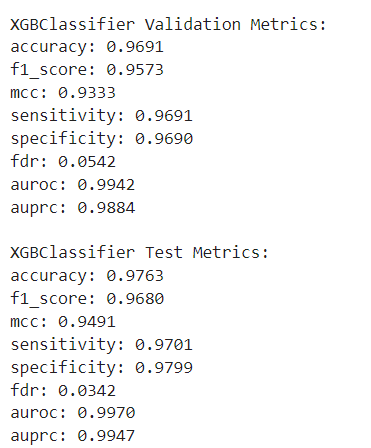 XGBClassifier Validation Metrics:
accuracy: 0.9691
f1_score: 0.9573
mcc: 0.9333
sensitivity: 0.9691
specificity: 0.9690
fdr: 0.0542
auroc: 0.9942
auprc: 0.9884

XGBClassifier Test Metrics:
accuracy: 0.9763
f1_score: 0.9680
mcc: 0.9491
sensitivity: 0.9701
specificity: 0.9799
fdr: 0.0342
auroc: 0.9970
auprc: 0.9947